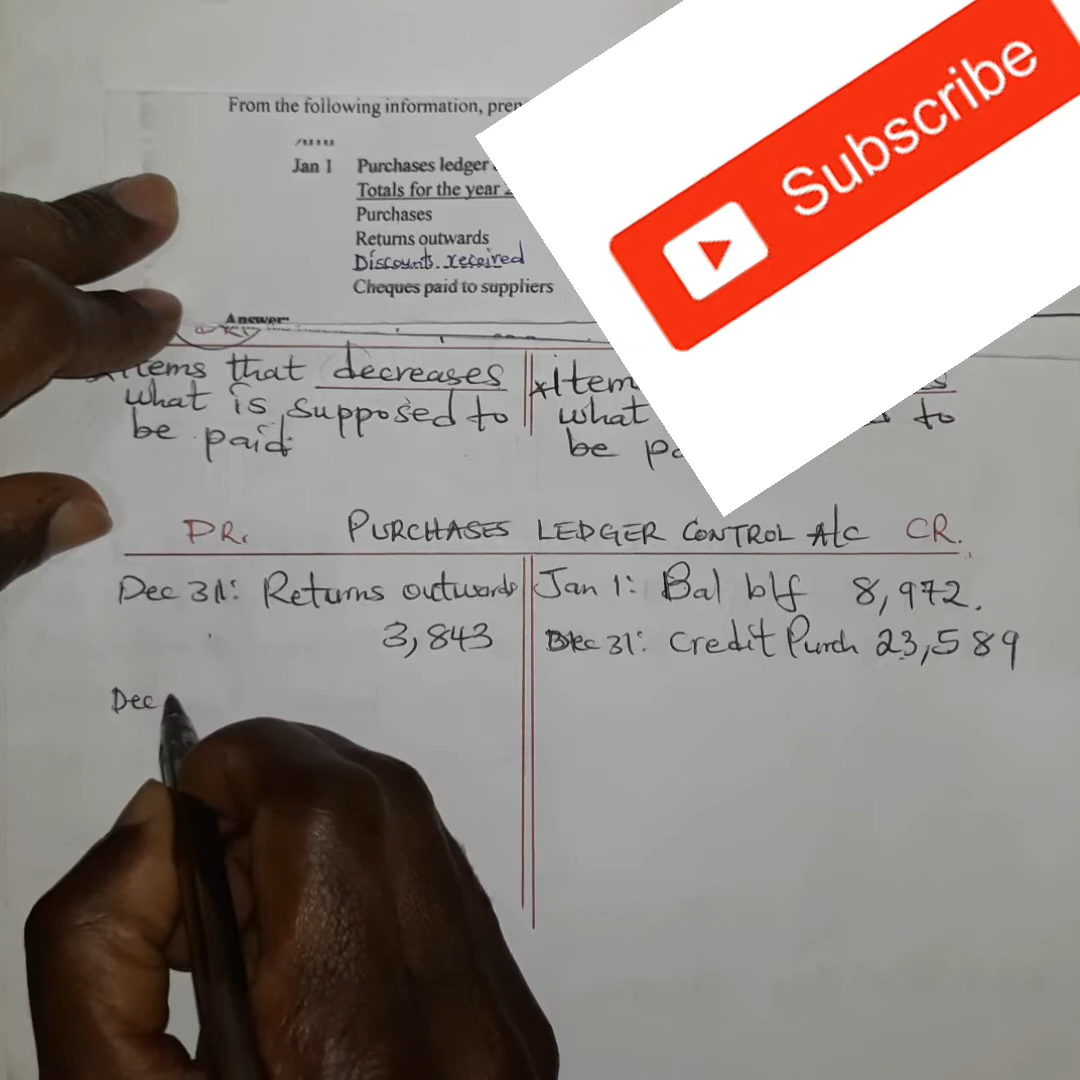 From the following information,
Subscribe
Jan 1 Purchases ledger
Totals for the year
Purchases
Returns outwards
Discounts received
Cheques paid to suppliers
Answer
items that decreases
what is supposed to
be paid:
*Item
what to
be
DR. PURCHASES LEDGER CONTROL A/C CR.
Dec 31: Returns outwards
3,843
Dec
Jan 1: Bal b/f 8,972.
Dec 31: Credit Purch 23,589